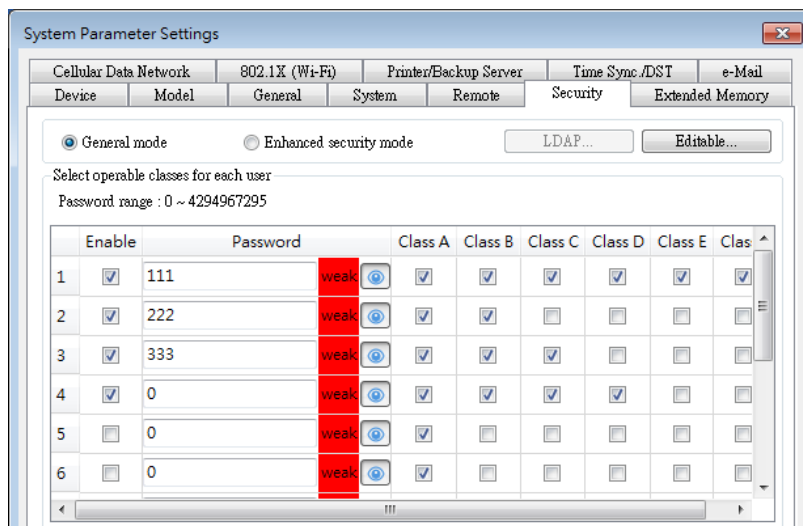 System Parameter Settings
Cellular Data Network 802.1X (Wi-Fi) Printer/Backup Server Time Sync./DST e-Mail
Device Model General System Remote Security Extended Memory
General mode Enhanced security mode LDAP... Editable...
Select operable classes for each user
Password range : 0 ~ 4294967295
Enable Password Class A Class B Class C Class D Class E Clas
1 111 weak
2 222 weak
3 333 weak
4 0 weak
5 0 weak
6 0 weak